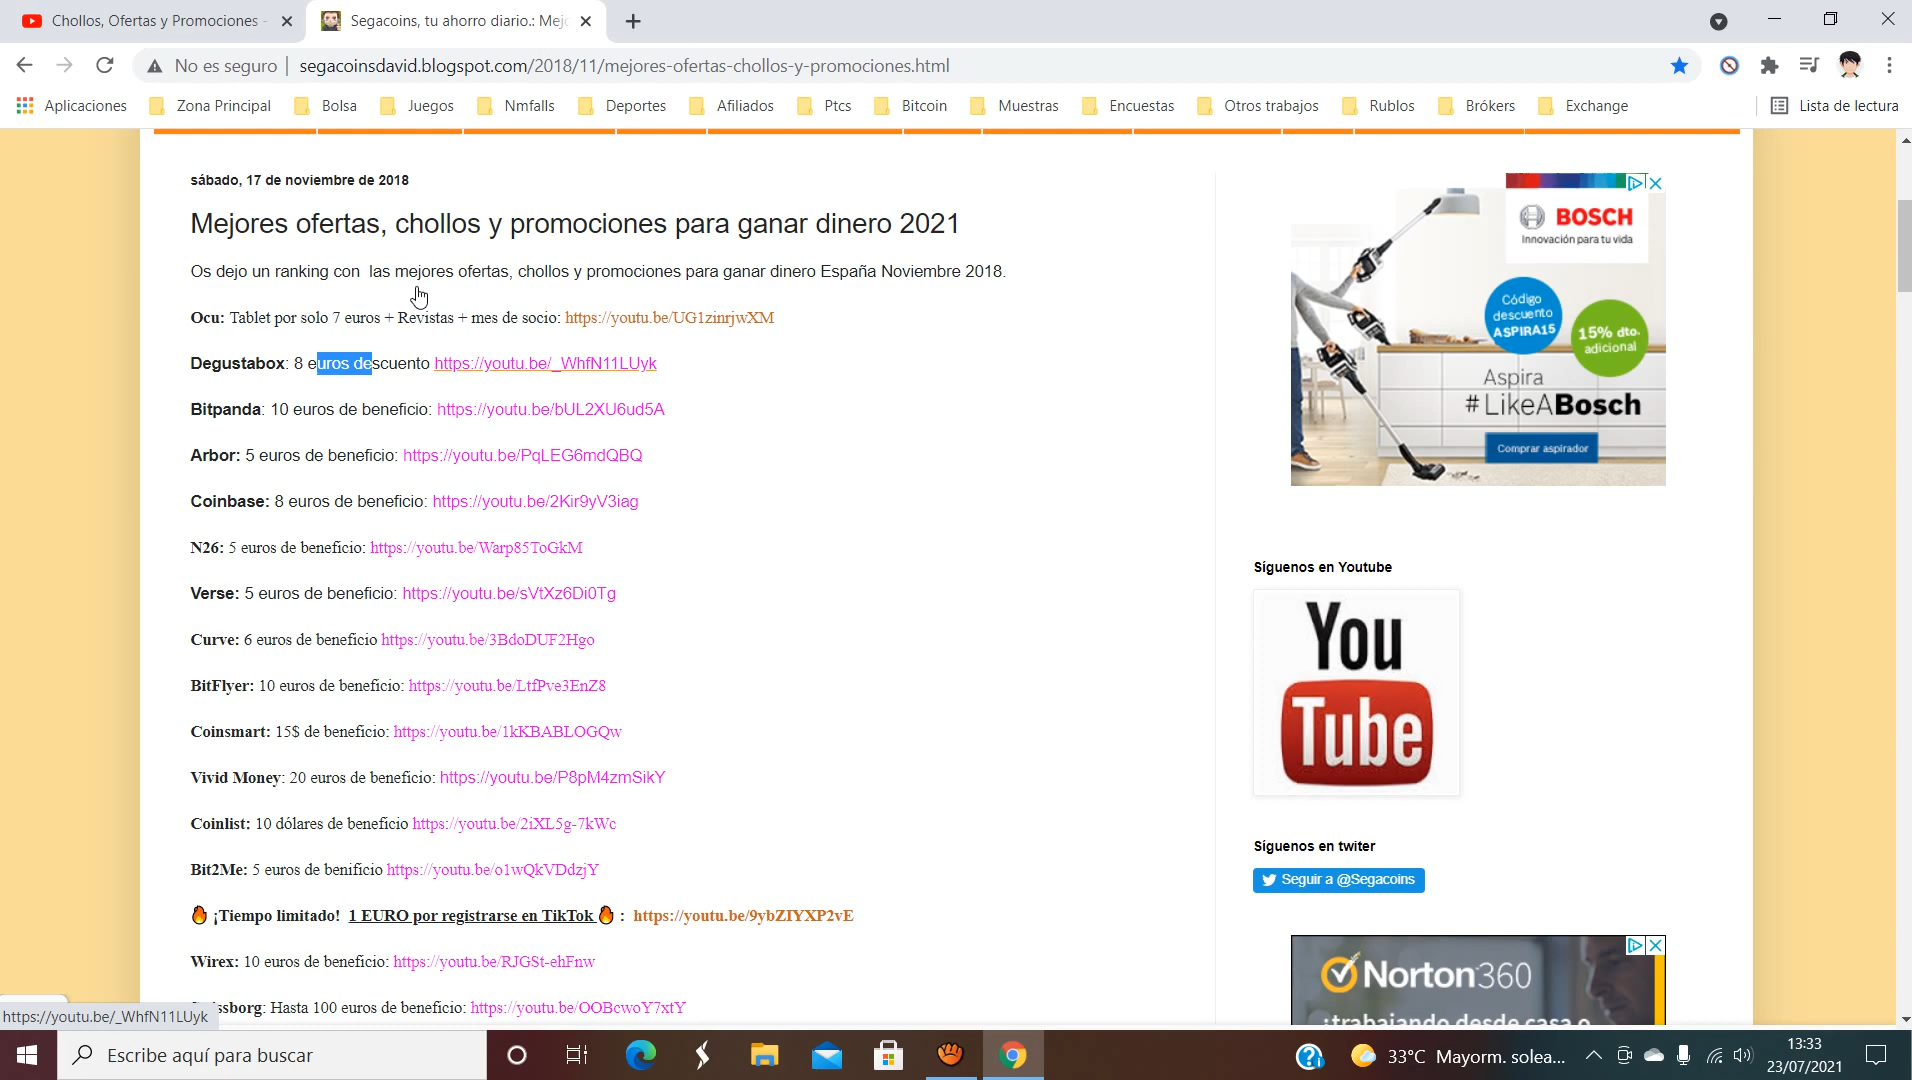 Chollos, Ofertas y Promociones -
Segacoins, tu ahorro diario.: Mejo
No es seguro
segacoinsdavid.blogspot.com/2018/11/mejores-ofertas-chollos-y-promociones.html
Aplicaciones
Zona Principal
Bolsa
Juegos
Nmfalls
Deportes
Afiliados
Ptcs
Bitcoin
Muestras
Encuestas
Otros trabajos
Rublos
Brókers
Exchange
Lista de lectura
sábado, 17 de noviembre de 2018
Mejores ofertas, chollos y promociones para ganar dinero 2021
Os dejo un ranking con las mejores ofertas, chollos y promociones para ganar dinero España Noviembre 2018.
Ocu: Tablet por solo 7 euros + Revistas + mes de socio: https://youtu.be/UG1zinrjwXM
Degustabox: 8 euros descuento https://youtu.be/_WhfN11LUyk
Bitpanda: 10 euros de beneficio: https://youtu.be/bUL2XU6ud5A
Arbor: 5 euros de beneficio: https://youtu.be/PqLEG6mdQBQ
Coinbase: 8 euros de beneficio: https://youtu.be/2Kir9yV3iag
N26: 5 euros de beneficio: https://youtu.be/Warp85ToGkM
Verse: 5 euros de beneficio: https://youtu.be/sVtXz6Di0Tg
Curve: 6 euros de beneficio https://youtu.be/3BdoDUF2Hgo
BitFlyer: 10 euros de beneficio: https://youtu.be/LtfPve3EnZ8
Coinsmart: 15$ de beneficio: https://youtu.be/1kKBABLOGQw
Vivid Money: 20 euros de beneficio: https://youtu.be/P8pM4zmSikY
Coinlist: 10 dólares de beneficio https://youtu.be/2iXL5g-7kWc
Bit2Me: 5 euros de benificio https://youtu.be/o1wQkVDdzjY
🔥 ¡Tiempo limitado! 1 EURO por registrarse en TikTok 🔥 : https://youtu.be/9ybZIYXP2vE
Wirex: 10 euros de beneficio: https://youtu.be/RJGSt-ehFnw
ssborg: Hasta 100 euros de beneficio: https://youtu.be/OOBcwoY7xtY
https://youtu.be/_WhfN11LUyk
BOSCH
Innovación para tu vida
Código
descuento
ASPIRA15
15% dto.
adicional
Aspira
#LikeABosch
Comprar aspirador
Síguenos en Youtube
You
Tube
Síguenos en twiter
Seguir a @Segacoins
Norton360
¡trabajando desde casa o
Escribe aquí para buscar
33°C Mayorm. solea...
13:33
23/07/2021